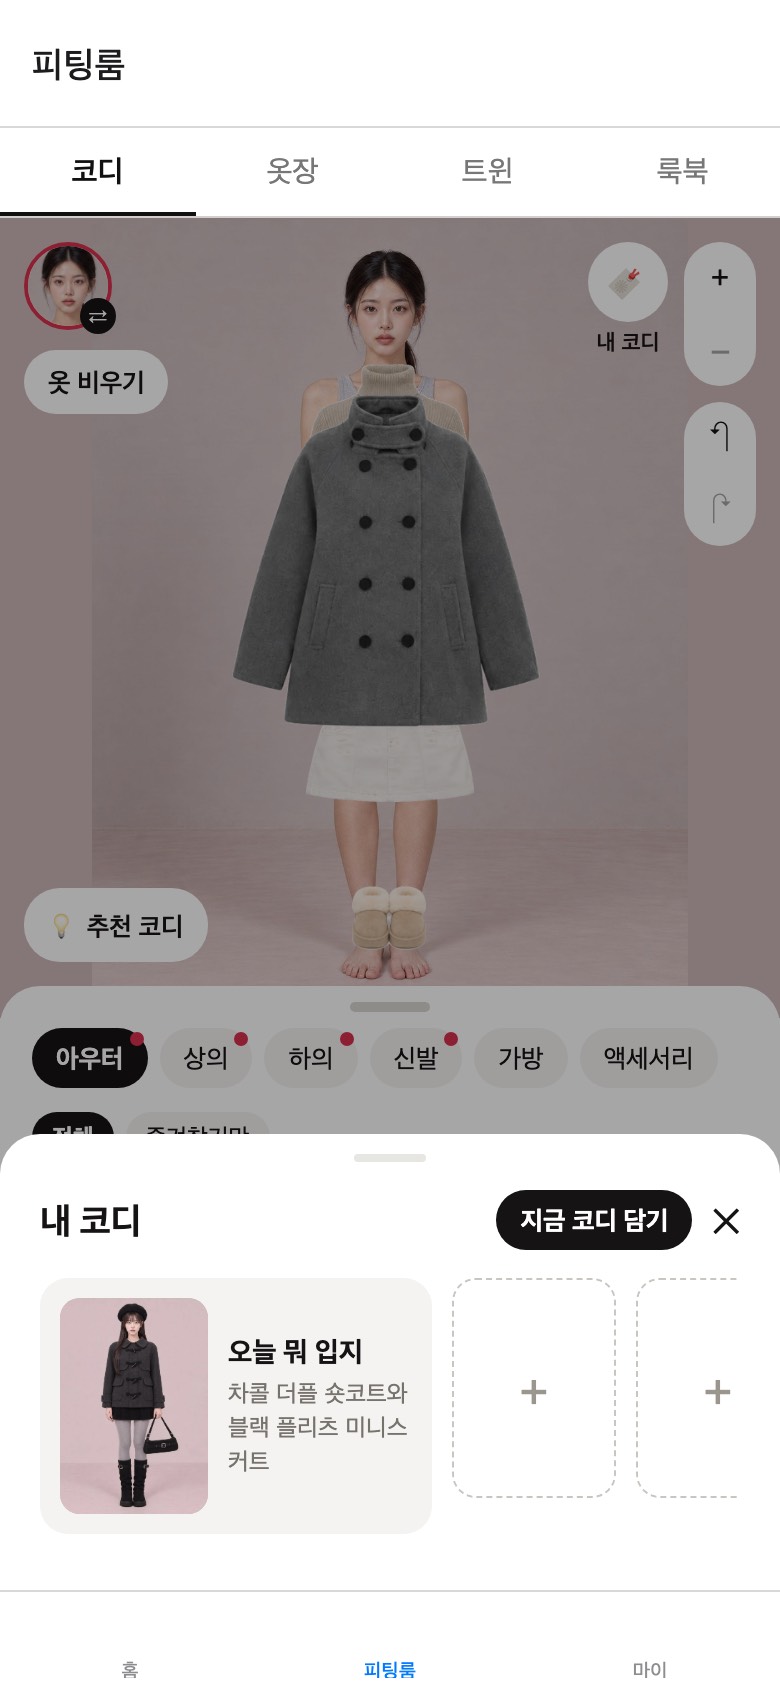 피팅룸
코디
옷장
트윈
룩북
내 코디
옷 비우기
추천 코디
아우터
상의
하의
신발
가방
액세서리
내 코디
지금 코디 담기
오늘 뭐 입지
차콜 더플 숏코트와
블랙 플리츠 미니스
커트
홈
피팅룸
마이